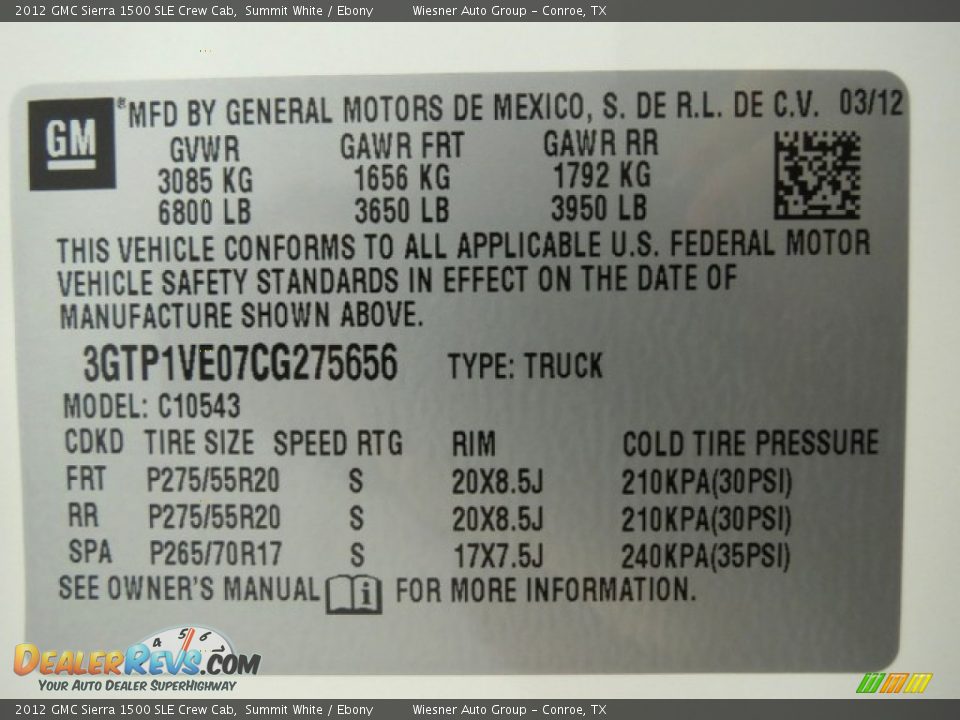 2012 GMC Sierra 1500 SLE Crew Cab, Summit White / Ebony Wiesner Auto Group - Conroe, TX
GM ® MFD BY GENERAL MOTORS DE MEXICO, S. DE R.L. DE C.V. 03/12
GVWR GAWR FRT GAWR RR
3085 KG 1656 KG 1792 KG
6800 LB 3650 LB 3950 LB
THIS VEHICLE CONFORMS TO ALL APPLICABLE U.S. FEDERAL MOTOR
VEHICLE SAFETY STANDARDS IN EFFECT ON THE DATE OF
MANUFACTURE SHOWN ABOVE.
3GTP1VE07CG275656 TYPE: TRUCK
MODEL: C10543
CDKD TIRE SIZE SPEED RTG RIM COLD TIRE PRESSURE
FRT P275/55R20 S 20X8.5J 210KPA(30PSI)
RR P275/55R20 S 20X8.5J 210KPA(30PSI)
SPA P265/70R17 S 17X7.5J 240KPA(35PSI)
SEE OWNER'S MANUAL i FOR MORE INFORMATION.
4 5 6 7
DEALERREVS.COM
YOUR AUTO DEALER SUPERHIGHWAY
2012 GMC Sierra 1500 SLE Crew Cab, Summit White / Ebony Wiesner Auto Group - Conroe, TX